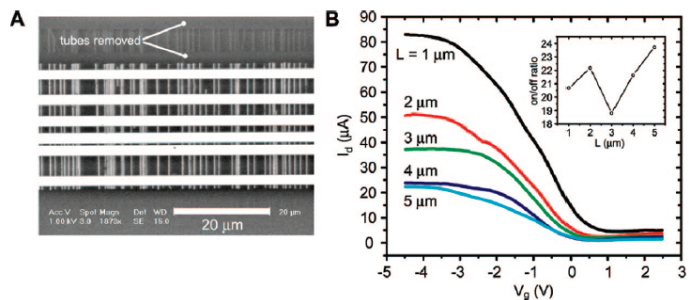 A
tubes removed
Acc.V Spot Magn Det WD
1.00 kV 3.0 1873x SE 15.0
20 μm
20 μm
B
90
80
70
60
50
40
30
20
10
0
I_d (μA)
L = 1 μm
2 μm
3 μm
4 μm
5 μm
-5 -4 -3 -2 -1 0 1 2 3
V_g (V)
on/off ratio
24
23
22
21
20
19
18
1 2 3 4 5
L (μm)